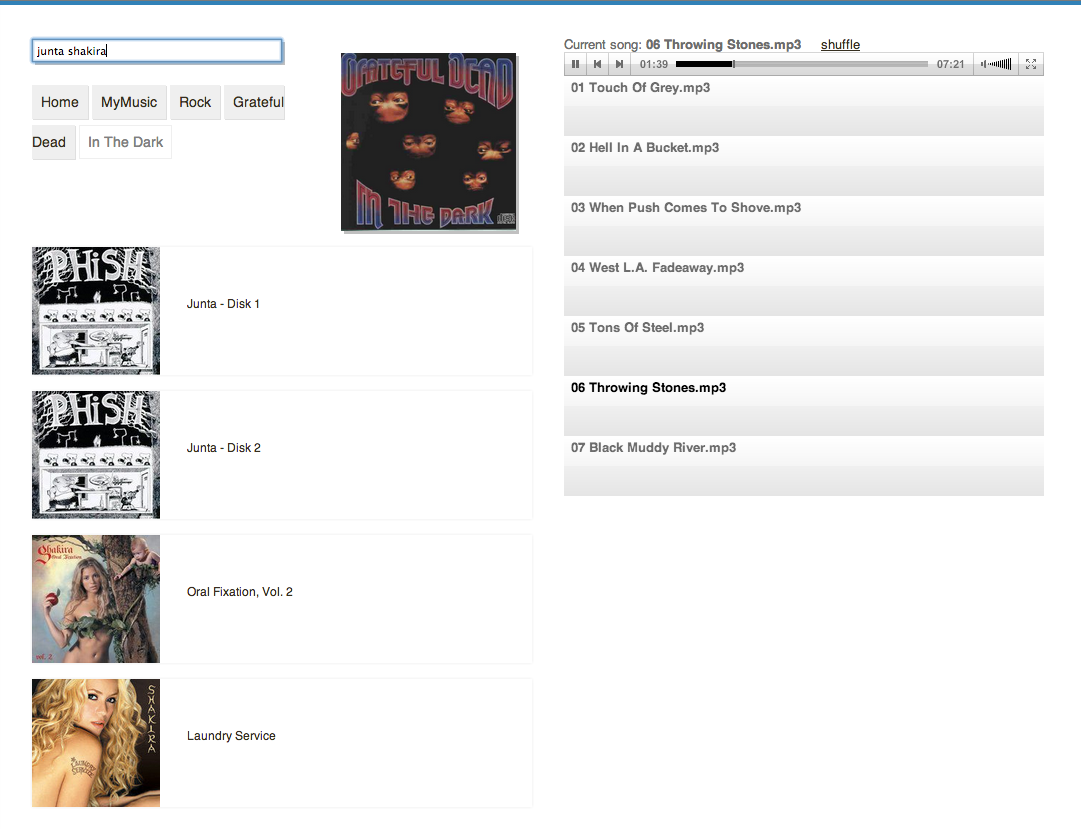 junta shakira
Home
MyMusic
Rock
Grateful
Dead
In The Dark
GRATEFUL DEAD
IN THE DARK
Current song: 06 Throwing Stones.mp3
shuffle
01:39
07:21
01 Touch Of Grey.mp3
02 Hell In A Bucket.mp3
03 When Push Comes To Shove.mp3
04 West L.A. Fadeaway.mp3
05 Tons Of Steel.mp3
06 Throwing Stones.mp3
07 Black Muddy River.mp3
PHiSH
Junta - Disk 1
PHiSH
Junta - Disk 2
Shakira
Oral Fixation
vol. 2
Oral Fixation, Vol. 2
SHAKIRA
LAUNDRY
SERVICE
Laundry Service